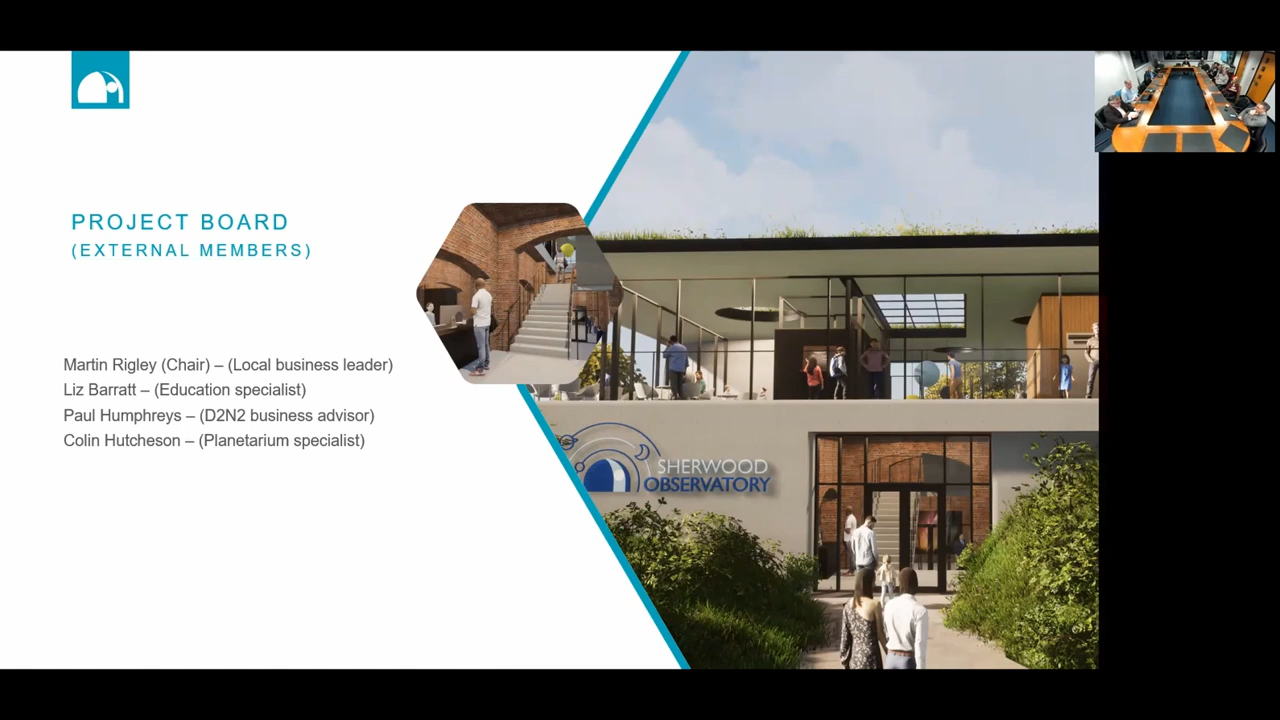 PROJECT BOARD
(EXTERNAL MEMBERS)
Martin Rigley (Chair) – (Local business leader)
Liz Barratt – (Education specialist)
Paul Humphreys – (D2N2 business advisor)
Colin Hutcheson – (Planetarium specialist)
SHERWOOD
OBSERVATORY